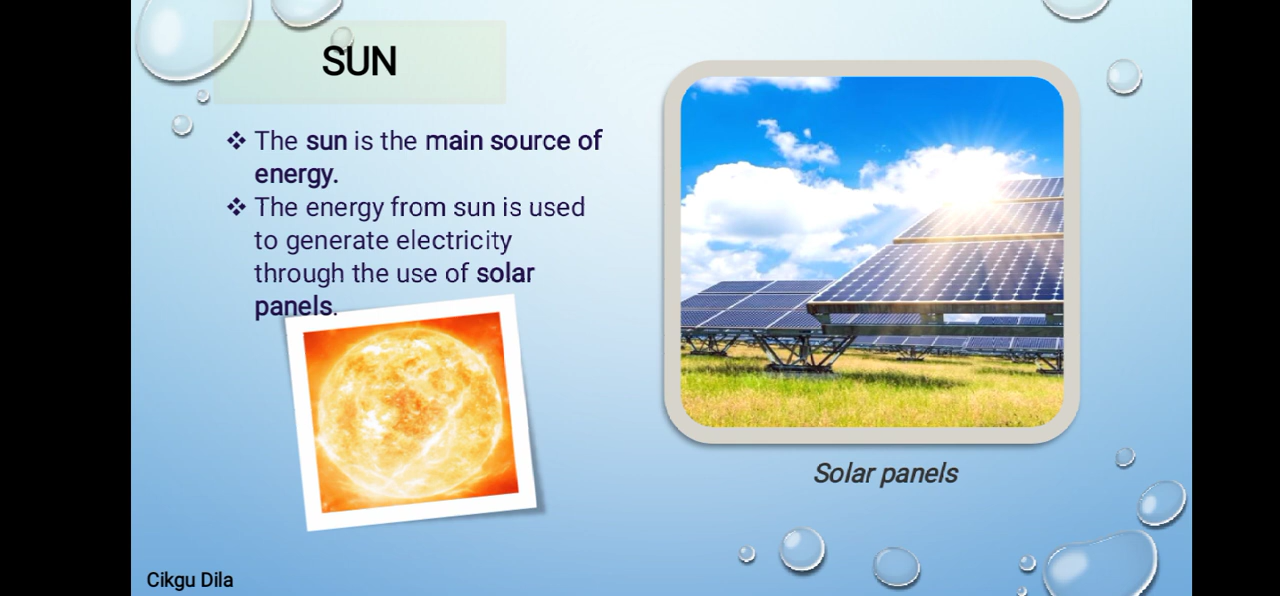 SUN
❖ The sun is the main source of
energy.
❖ The energy from sun is used
to generate electricity
through the use of solar
panels.
Solar panels
Cikgu Dila